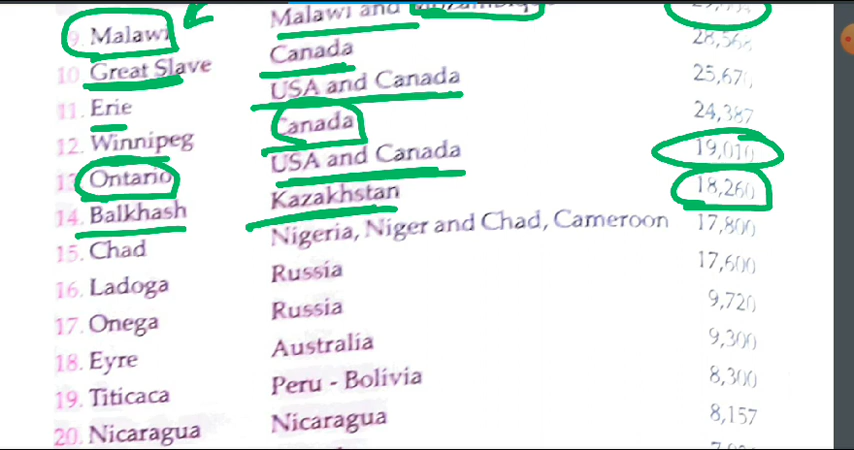 9. Malawi Malawi and
10 Great Slave Canada
11. Erie USA and Canada 25,670
12. Winnipeg Canada 24,387
13 Ontario USA and Canada 19,010
14. Balkhash Kazakhstan 18,260
15. Chad Nigeria, Niger and Chad, Cameroon 17,800
16. Ladoga Russia 17,600
17. Onega Russia 9,720
18. Eyre Australia 9,300
19. Titicaca Peru - Bolivia 8,300
20. Nicaragua Nicaragua 8,157